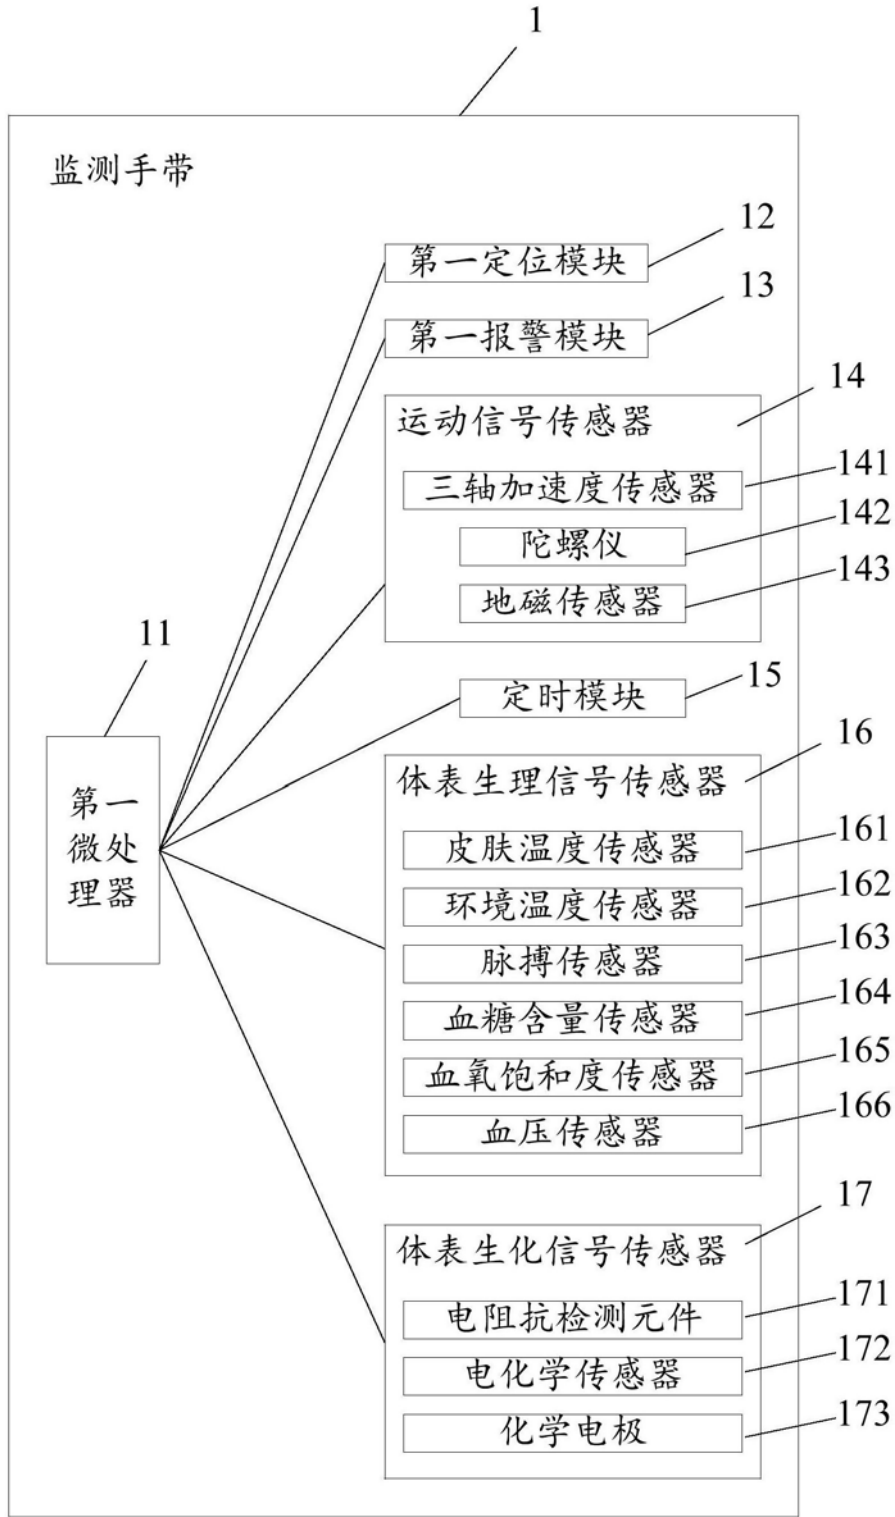 1
监测手带
12
第一定位模块
13
第一报警模块
14
运动信号传感器
141
三轴加速度传感器
142
陀螺仪
143
地磁传感器
11
15
定时模块
第一
微处
理器
16
体表生理信号传感器
161
皮肤温度传感器
162
环境温度传感器
163
脉搏传感器
164
血糖含量传感器
165
血氧饱和度传感器
166
血压传感器
17
体表生化信号传感器
171
电阻抗检测元件
172
电化学传感器
173
化学电极